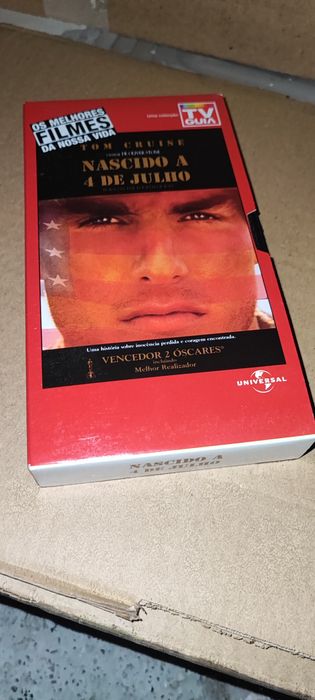 OS MELHORES
FILMES
DA NOSSA VIDA
uma colecção
TV
GUIA
TOM CRUISE
NASCIDO A
4 DE JULHO
Uma história sobre inocência perdida e coragem encontrada.
VENCEDOR 2 ÓSCARES®
incluindo
Melhor Realizador
UNIVERSAL
NASCIDO A
4 DE JULHO